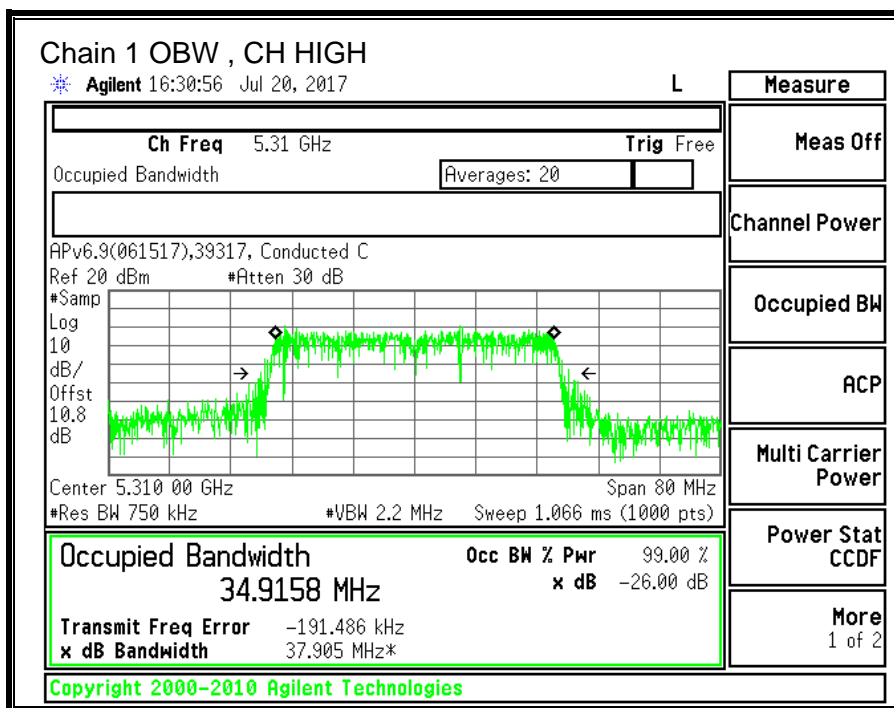 Chain 1 OBW , CH HIGH
Agilent 16:30:56 Jul 20, 2017 L
Measure
Ch Freq 5.31 GHz Trig Free
Occupied Bandwidth Averages: 20
Meas Off
Channel Power
APv6.9(061517),39317, Conducted C
Ref 20 dBm #Atten 30 dB
#Samp
Log
10
dB/
Offst
10.8
dB
Occupied BW
ACP
Multi Carrier
Power
Center 5.310 00 GHz Span 80 MHz
#Res BW 750 kHz #VBW 2.2 MHz Sweep 1.066 ms (1000 pts)
Power Stat
CCDF
Occupied Bandwidth Occ BW % Pwr 99.00 %
34.9158 MHz x dB -26.00 dB
Transmit Freq Error -191.486 kHz
x dB Bandwidth 37.905 MHz*
More
1 of 2
Copyright 2000-2010 Agilent Technologies